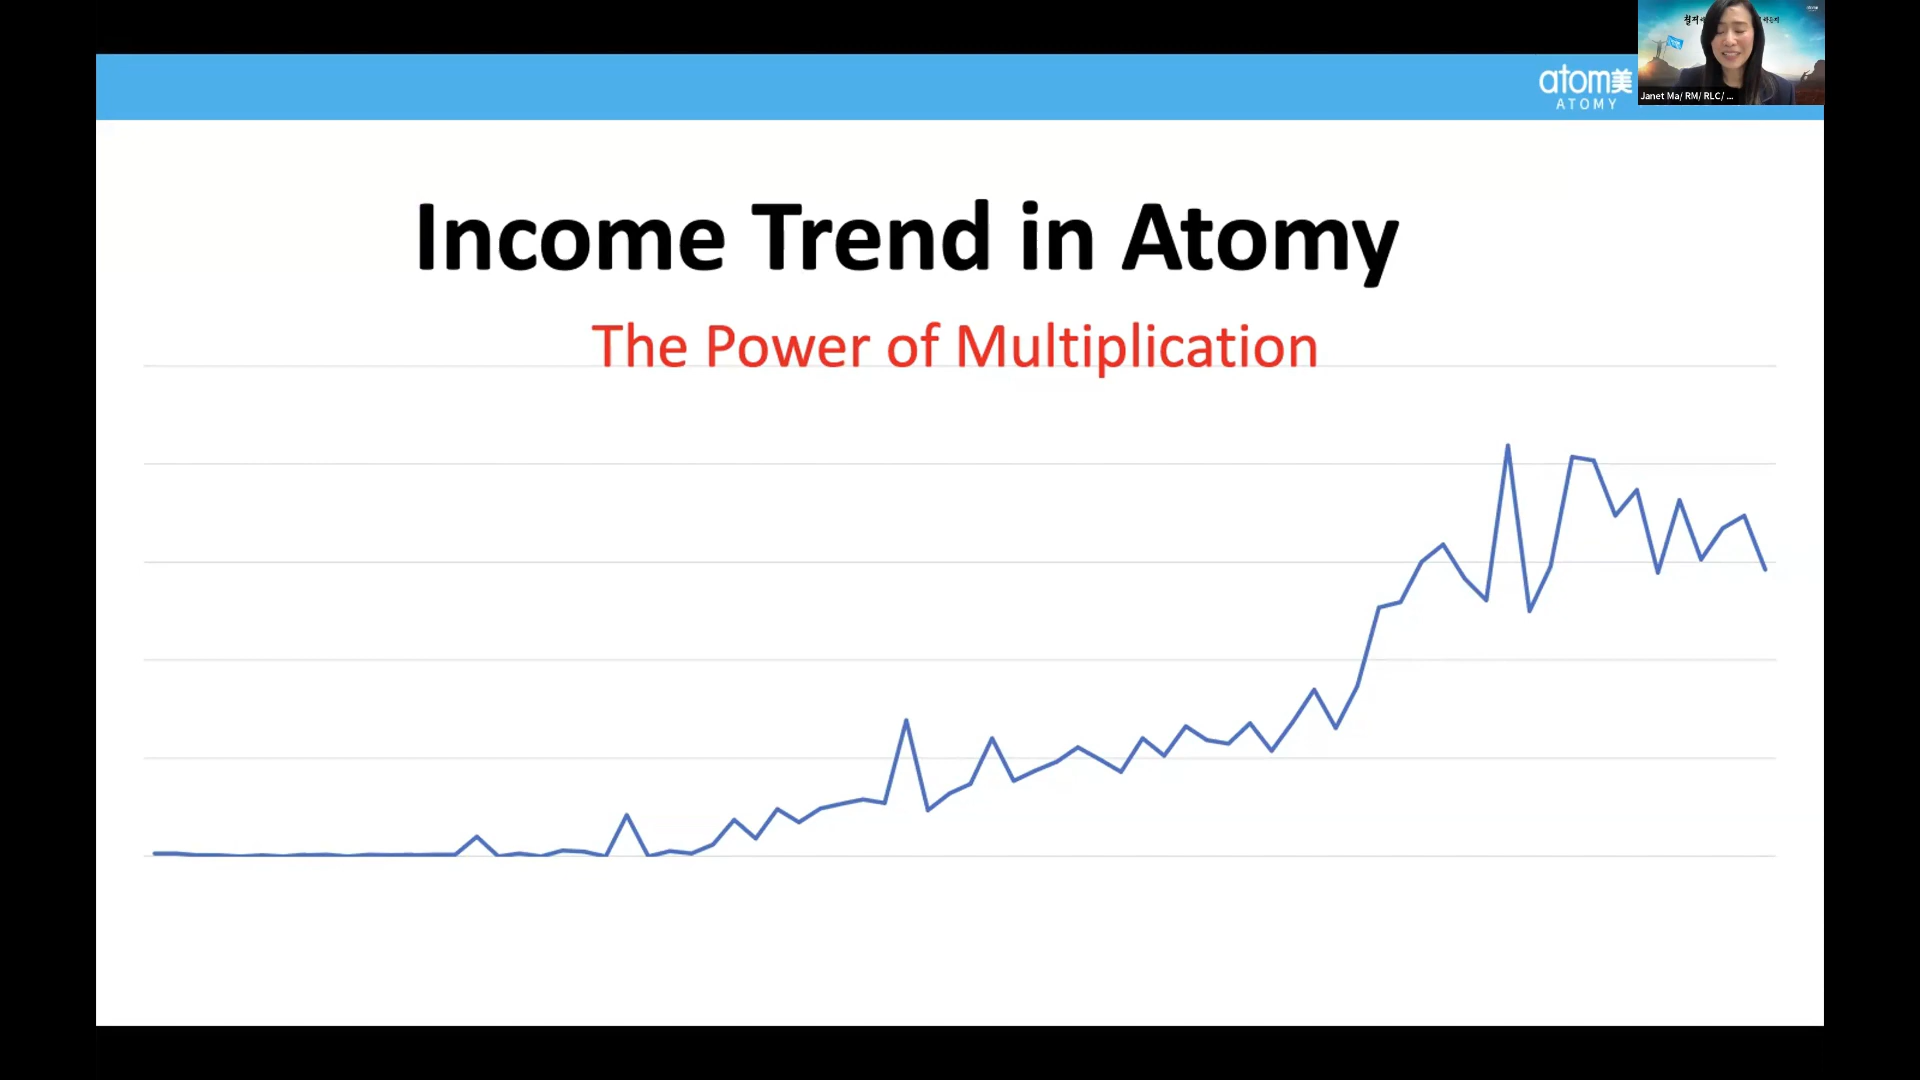 atom美
ATOMY
Janet Ma/ RM/ RLC/ ...
Income Trend in Atomy
The Power of Multiplication